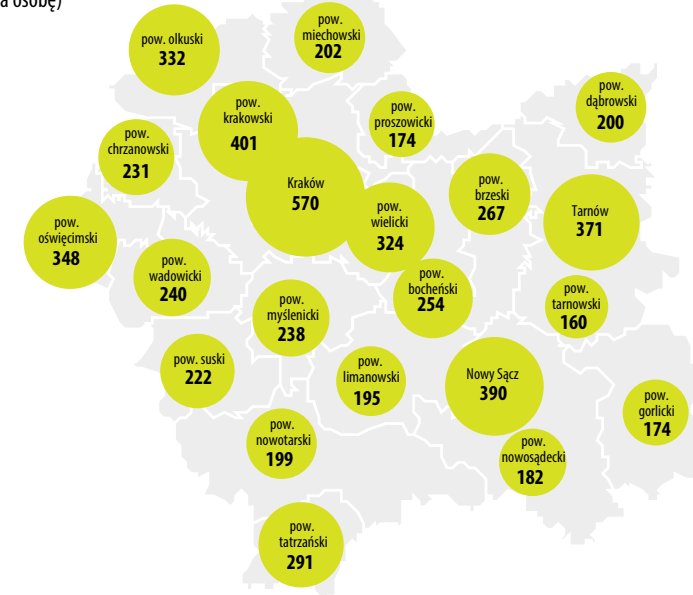 a osobę)
pow. olkuski
332
pow.
miechowski
202
pow.
krakowski
401
pow.
proszowicki
174
pow.
dąbrowski
200
pow.
chrzanowski
231
Kraków
570
pow.
wielicki
324
pow.
brzeski
267
Tarnów
371
pow.
oświęcimski
348
pow.
wadowicki
240
pow.
bocheński
254
pow.
tarnowski
160
pow.
myślenicki
238
pow. suski
222
pow.
limanowski
195
Nowy Sącz
390
pow.
gorlicki
174
pow.
nowotarski
199
pow.
nowosądecki
182
pow.
tatrzański
291